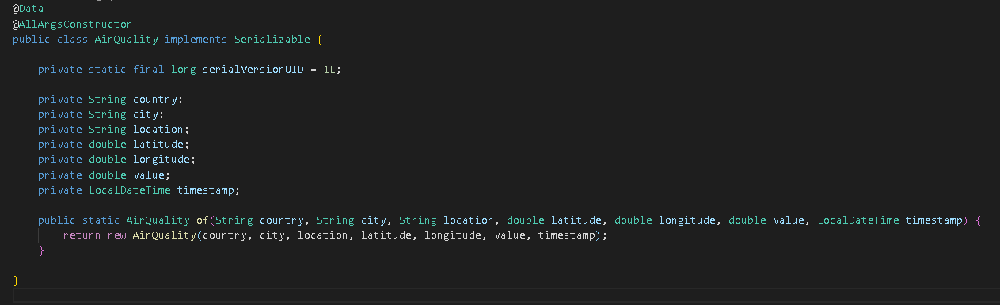 @Data
@AllArgsConstructor
public class AirQuality implements Serializable {
private static final long serialVersionUID = 1L;
private String country;
private String city;
private String location;
private double latitude;
private double longitude;
private double value;
private LocalDateTime timestamp;
public static AirQuality of(String country, String city, String location, double latitude, double longitude, double value, LocalDateTime timestamp) {
return new AirQuality(country, city, location, latitude, longitude, value, timestamp);
}
}